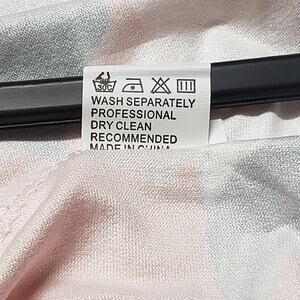 30℃
WASH SEPARATELY
PROFESSIONAL
DRY CLEAN
RECOMMENDED
MADE IN CHINA